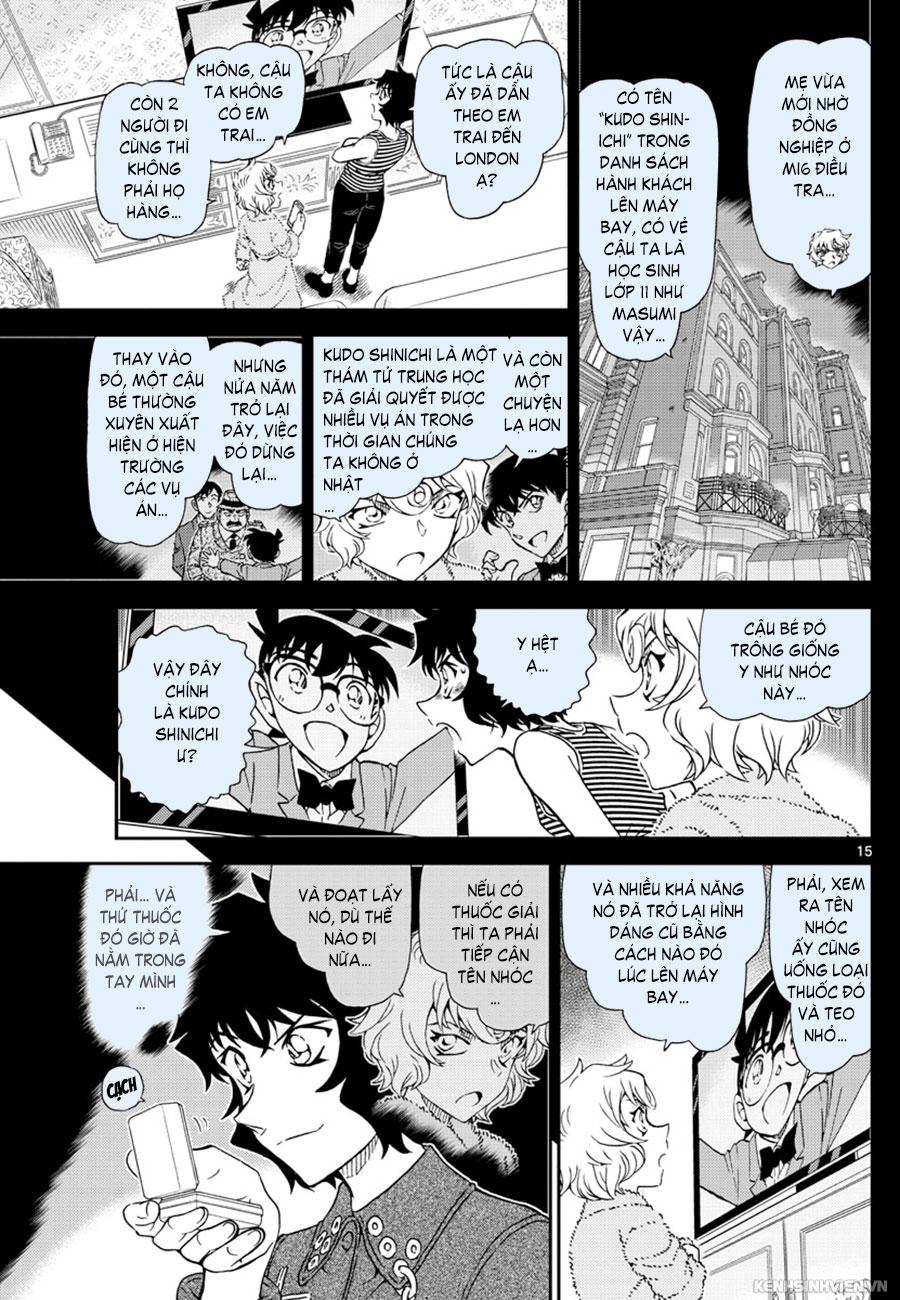 MẸ VỪA
MỚI NHỜ
ĐỒNG
NGHIỆP Ở
MI6 ĐIỀU
TRA...
CÓ TÊN
“KUDO SHIN-
ICHI” TRONG
DANH SÁCH
HÀNH KHÁCH
LÊN MÁY
BAY, CÓ VẺ
CẬU TA LÀ
HỌC SINH
LỚP 11 NHƯ
MASUMI
VẬY...
TỨC LÀ CẬU
ẤY ĐÃ DẪN
THEO EM
TRAI ĐẾN
LONDON
Ạ?
KHÔNG, CẬU
TA KHÔNG
CÓ EM
TRAI...
CÒN 2
NGƯỜI ĐI
CÙNG THÌ
KHÔNG
PHẢI HỌ
HÀNG...
VÀ CÒN
MỘT
CHUYỆN
LẠ HƠN
...
KUDO SHINICHI LÀ MỘT
THÁM TỬ TRUNG HỌC
ĐÃ GIẢI QUYẾT ĐƯỢC
NHIỀU VỤ ÁN TRONG
THỜI GIAN CHÚNG
TA KHÔNG Ở
NHẬT
...
NHƯNG
NỬA NĂM
TRỞ LẠI
ĐÂY, VIỆC
ĐÓ DỪNG
LẠI...
THAY VÀO
ĐÓ, MỘT CẬU
BÉ THƯỜNG
XUYÊN XUẤT
HIỆN Ở HIỆN
TRƯỜNG
CÁC VỤ
ÁN...
CẬU BÉ ĐÓ
TRÔNG GIỐNG
Y NHƯ NHÓC
NÀY...
Y HỆT
Ạ...
VẬY ĐÂY
CHÍNH
LÀ KUDO
SHINICHI
Ư?
15
PHẢI, XEM
RA TÊN
NHÓC
ẤY CŨNG
UỐNG LOẠI
THUỐC ĐÓ
VÀ TEO
NHỎ...
VÀ NHIỀU KHẢ NĂNG
NÓ ĐÃ TRỞ LẠI HÌNH
DÁNG CŨ BẰNG
CÁCH NÀO ĐÓ
LÚC LÊN MÁY
BAY...
NẾU CÓ
THUỐC GIẢI
THÌ TA PHẢI
TIẾP CẬN
TÊN NHÓC
...
VÀ ĐOẠT LẤY
NÓ, DÙ THẾ
NÀO ĐI
NỮA...
PHẢI... VÀ
THỨ THUỐC
ĐÓ GIỜ ĐÃ
NẰM TRONG
TAY MÌNH
...
CẠCH
KENHSINHVIEN.VN